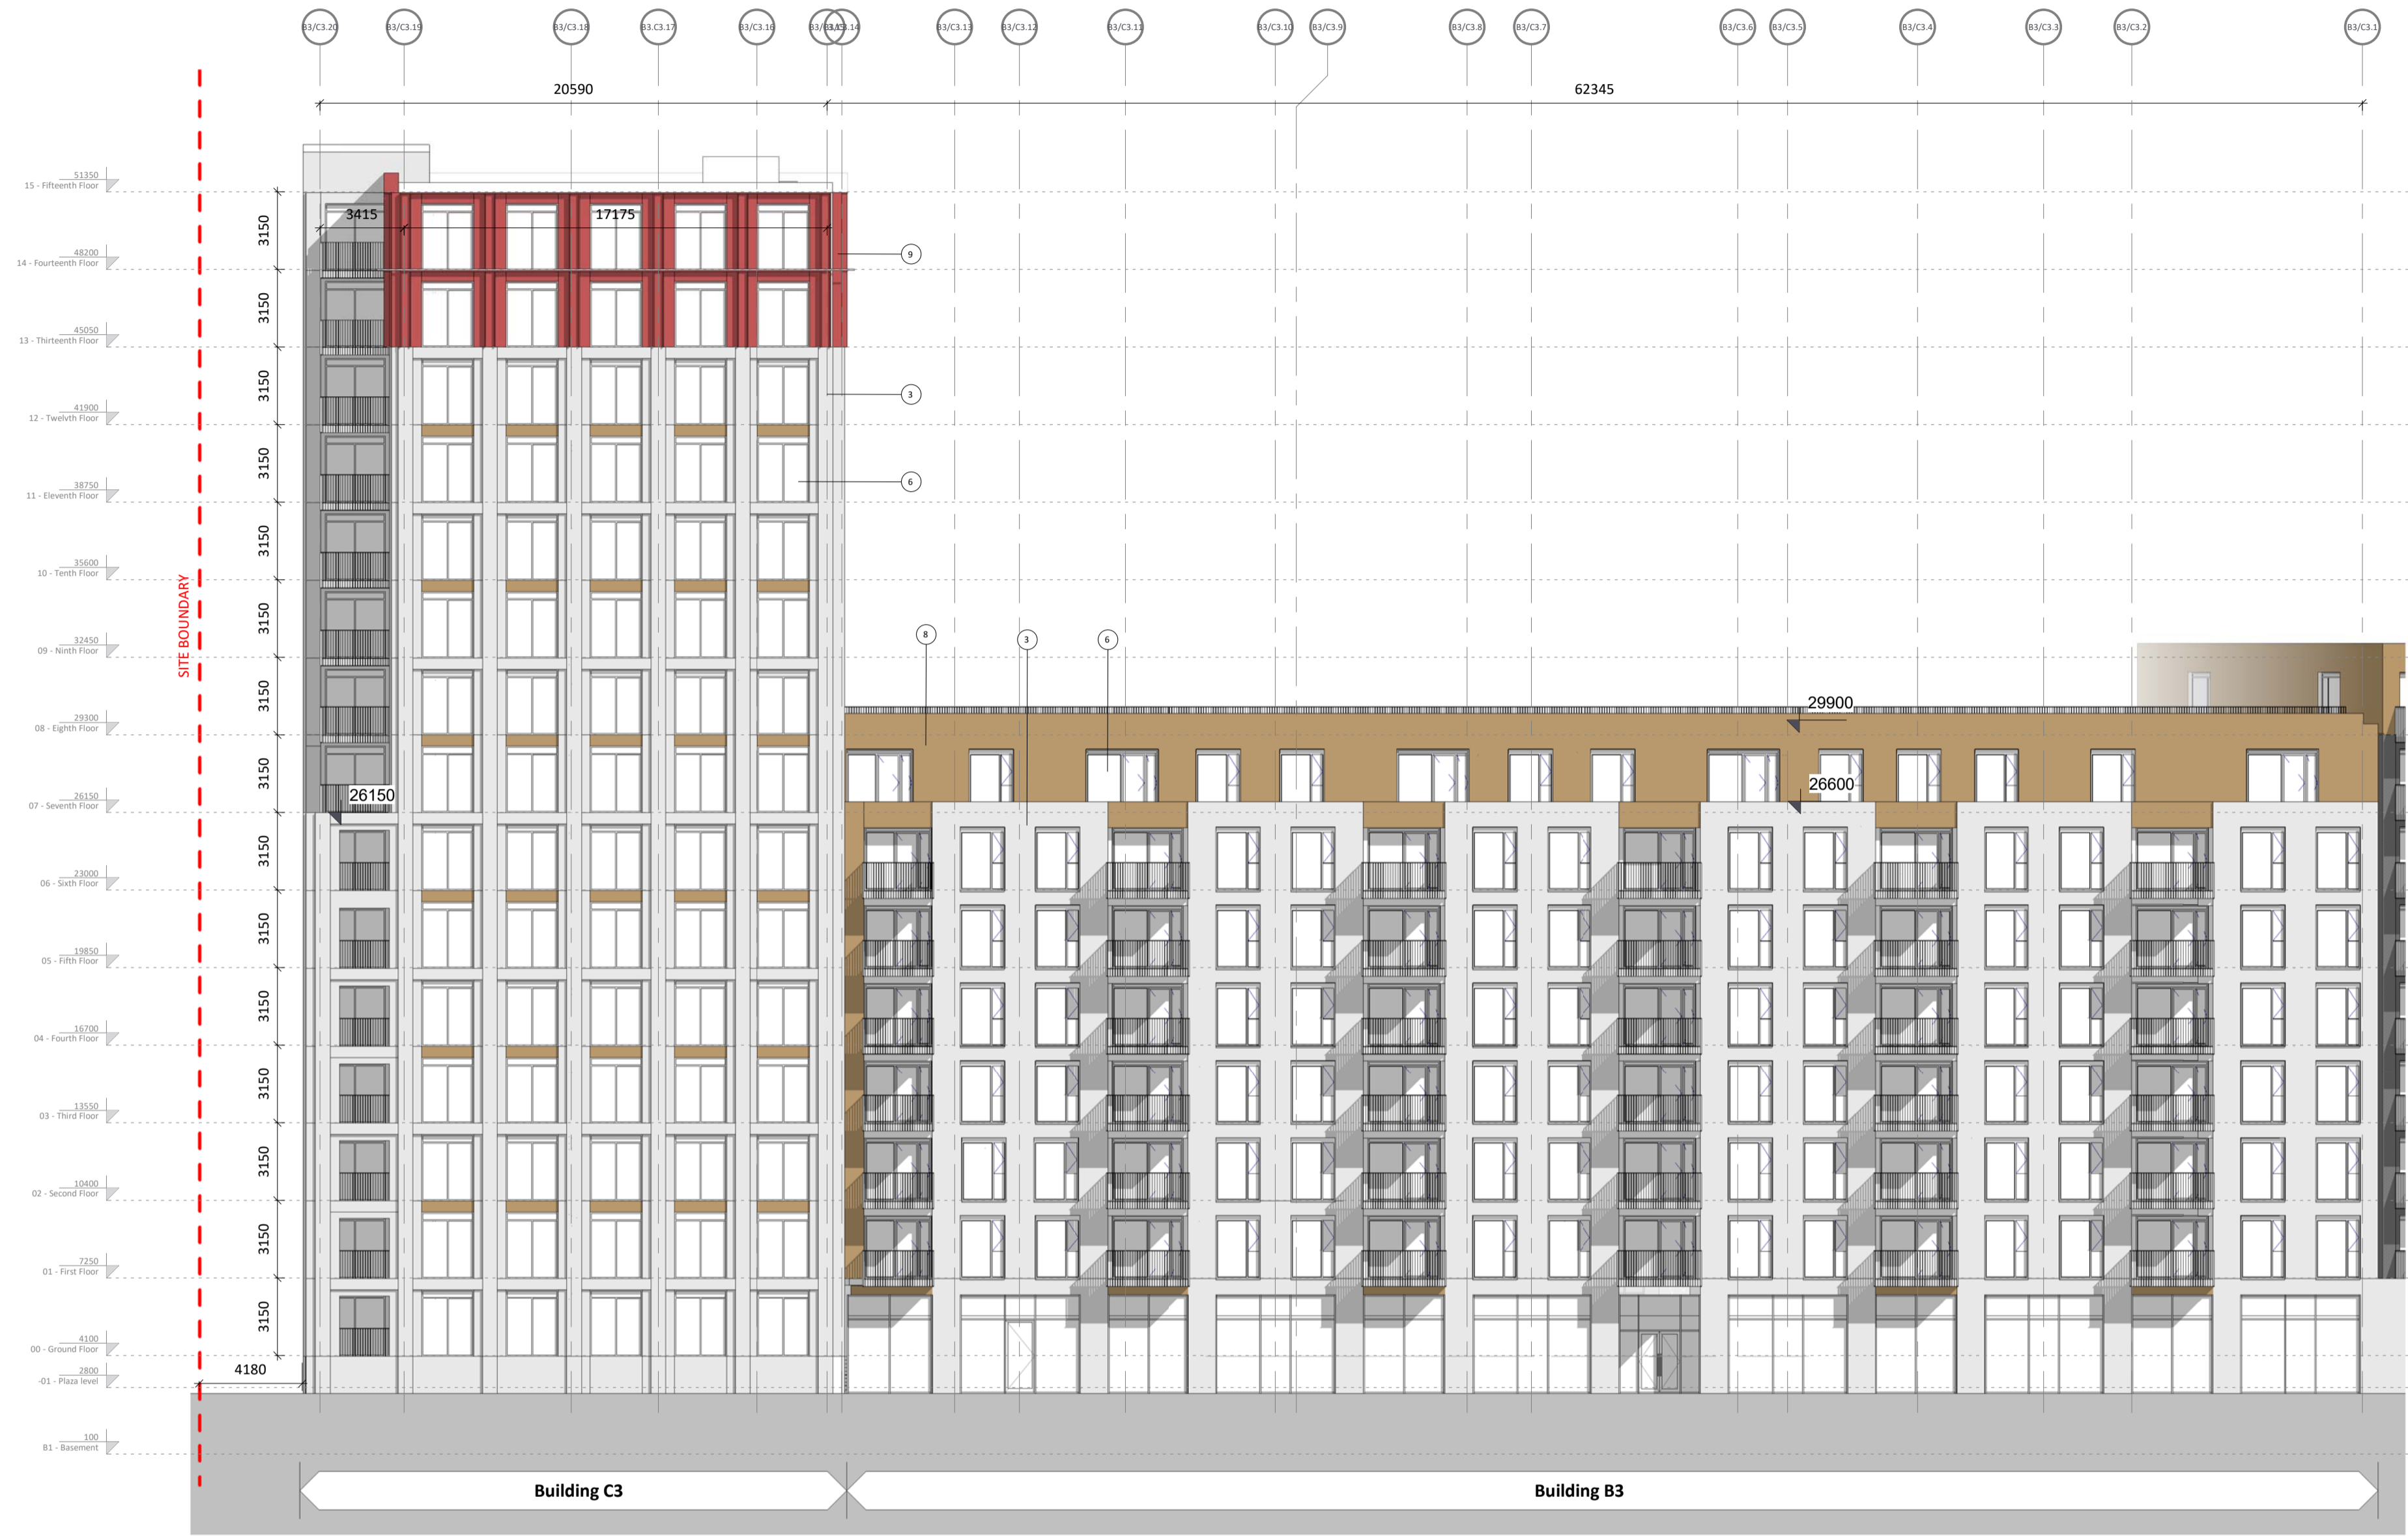 B3/C3.20
B3/C3.19
B3/C3.18
B3.C3.17
B3/C3.16
B3/C3.14
B3/C3.13
B3/C3.12
B3/C3.11
B3/C3.10
B3/C3.9
B3/C3.8
B3/C3.7
B3/C3.6
B3/C3.5
B3/C3.4
B3/C3.3
B3/C3.2
B3/C3.1
20590
62345
51350
15 - Fifteenth Floor
3415
17175
3150
48200
14 - Fourteenth Floor
9
3150
45050
13 - Thirteenth Floor
3150
3
41900
12 - Twelvth Floor
3150
6
38750
11 - Eleventh Floor
3150
35600
10 - Tenth Floor
SITE BOUNDARY
3150
8
3
6
32450
09 - Ninth Floor
3150
29300
08 - Eighth Floor
29900
3150
26150
26600
26150
07 - Seventh Floor
3150
23000
06 - Sixth Floor
3150
19850
05 - Fifth Floor
3150
16700
04 - Fourth Floor
3150
13550
03 - Third Floor
3150
10400
02 - Second Floor
3150
7250
01 - First Floor
3150
4100
00 - Ground Floor
4180
2800
-01 - Plaza level
100
B1 - Basement
Building C3
Building B3